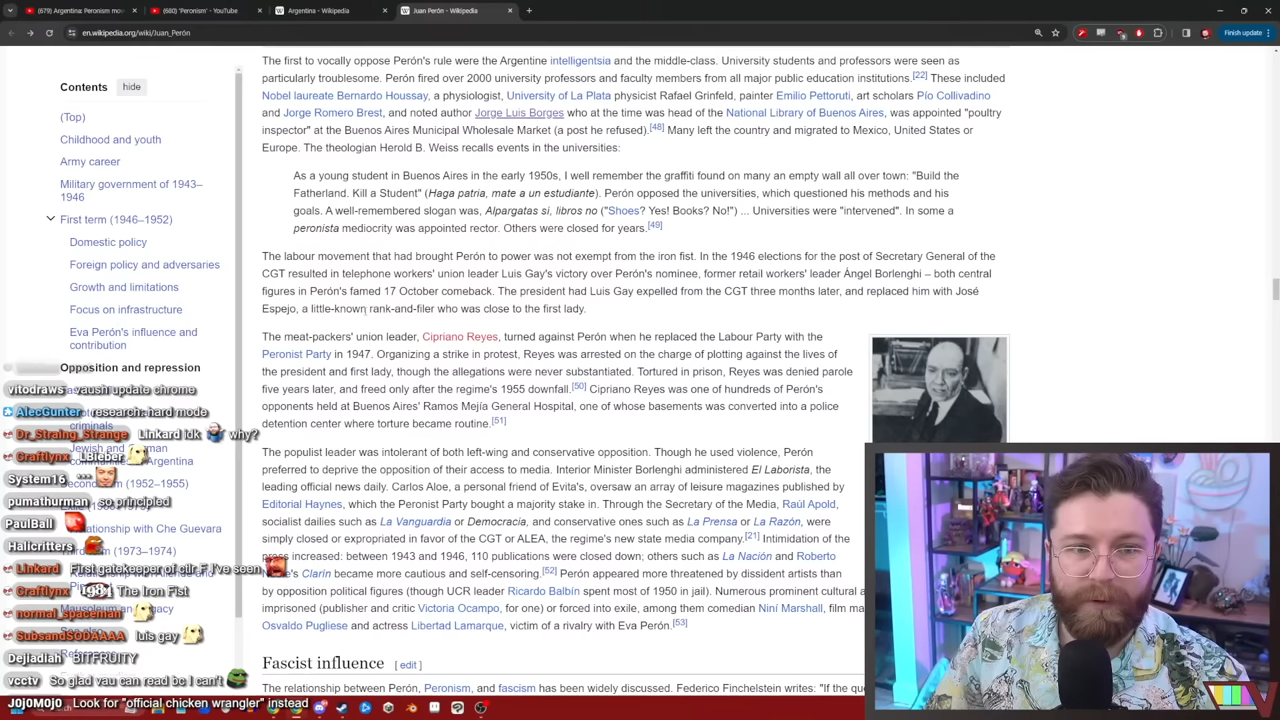 (679) Argentina: Peronism mov
(680) 'Peronism' - YouTube
Argentina - Wikipedia
Juan Perón - Wikipedia
en.wikipedia.org/wiki/Juan_Perón
Finish update
Contents hide
(Top)
Childhood and youth
Army career
Military government of 1943–
1946
First term (1946–1952)
Domestic policy
Foreign policy and adversaries
Growth and limitations
Focus on infrastructure
Eva Perón's influence and
contribution
Opposition and repression
criminals
Jewish and German
communities Argentina
(1952–1955)
Relationship with Che Guevara
(1973–1974)
Mausoleum and legacy
References
The first to vocally oppose Perón's rule were the Argentine intelligentsia and the middle-class. University students and professors were seen as
particularly troublesome. Perón fired over 2000 university professors and faculty members from all major public education institutions.[22] These included
Nobel laureate Bernardo Houssay, a physiologist, University of La Plata physicist Rafael Grinfeld, painter Emilio Pettoruti, art scholars Pío Collivadino
and Jorge Romero Brest, and noted author Jorge Luis Borges who at the time was head of the National Library of Buenos Aires, was appointed "poultry
inspector" at the Buenos Aires Municipal Wholesale Market (a post he refused).[48] Many left the country and migrated to Mexico, United States or
Europe. The theologian Herold B. Weiss recalls events in the universities:
As a young student in Buenos Aires in the early 1950s, I well remember the graffiti found on many an empty wall all over town: "Build the
Fatherland. Kill a Student" (Haga patria, mate a un estudiante). Perón opposed the universities, which questioned his methods and his
goals. A well-remembered slogan was, Alpargatas sí, libros no ("Shoes? Yes! Books? No!") ... Universities were "intervened". In some a
peronista mediocrity was appointed rector. Others were closed for years.[49]
The labour movement that had brought Perón to power was not exempt from the iron fist. In the 1946 elections for the post of Secretary General of the
CGT resulted in telephone workers' union leader Luis Gay's victory over Perón's nominee, former retail workers' leader Ángel Borlenghi – both central
figures in Perón's famed 17 October comeback. The president had Luis Gay expelled from the CGT three months later, and replaced him with José
Espejo, a little-known rank-and-filer who was close to the first lady.
The meat-packers' union leader, Cipriano Reyes, turned against Perón when he replaced the Labour Party with the
Peronist Party in 1947. Organizing a strike in protest, Reyes was arrested on the charge of plotting against the lives of
the president and first lady, though the allegations were never substantiated. Tortured in prison, Reyes was denied parole
five years later, and freed only after the regime's 1955 downfall.[50] Cipriano Reyes was one of hundreds of Perón's
opponents held at Buenos Aires' Ramos Mejía General Hospital, one of whose basements was converted into a police
detention center where torture became routine.[51]
The populist leader was intolerant of both left-wing and conservative opposition. Though he used violence, Perón
preferred to deprive the opposition of their access to media. Interior Minister Borlenghi administered El Laborista, the
leading official news daily. Carlos Aloe, a personal friend of Evita's, oversaw an array of leisure magazines published by
Editorial Haynes, which the Peronist Party bought a majority stake in. Through the Secretary of the Media, Raúl Apold,
socialist dailies such as La Vanguardia or Democracia, and conservative ones such as La Prensa or La Razón, were
simply closed or expropriated in favor of the CGT or ALEA, the regime's new state media company.[21] Intimidation of the
press increased: between 1943 and 1946, 110 publications were closed down; others such as La Nación and Roberto
Clarín became more cautious and self-censoring.[52] Perón appeared more threatened by dissident artists than
by opposition political figures (though UCR leader Ricardo Balbín spent most of 1950 in jail). Numerous prominent cultural a
imprisoned (publisher and critic Victoria Ocampo, for one) or forced into exile, among them comedian Niní Marshall, film ma
Osvaldo Pugliese and actress Libertad Lamarque, victim of a rivalry with Eva Perón.[53]
Fascist influence [ edit ]
The relationship between Perón, Peronism, and fascism has been widely discussed. Federico Finchelstein writes: "If the que
vitodraws vaush update chrome
AlecGunter research: hard mode
Dr_Straing_Strange Linkard idk why?
Craftlynx J.Bieber
System16 ...
pumathurman so principled
PaulBall
Hallcritters
Linkard First gatekeeper of cllr F. I've seen
Craftlynx 1984 The Iron Fist
normal_spaceman
SubsandSODAAAA luis gay
Dejladiah BITFRUITY
vcctv So glad vau can read bc I can't
J0j0M0j0 Look for "official chicken wrangler" instead